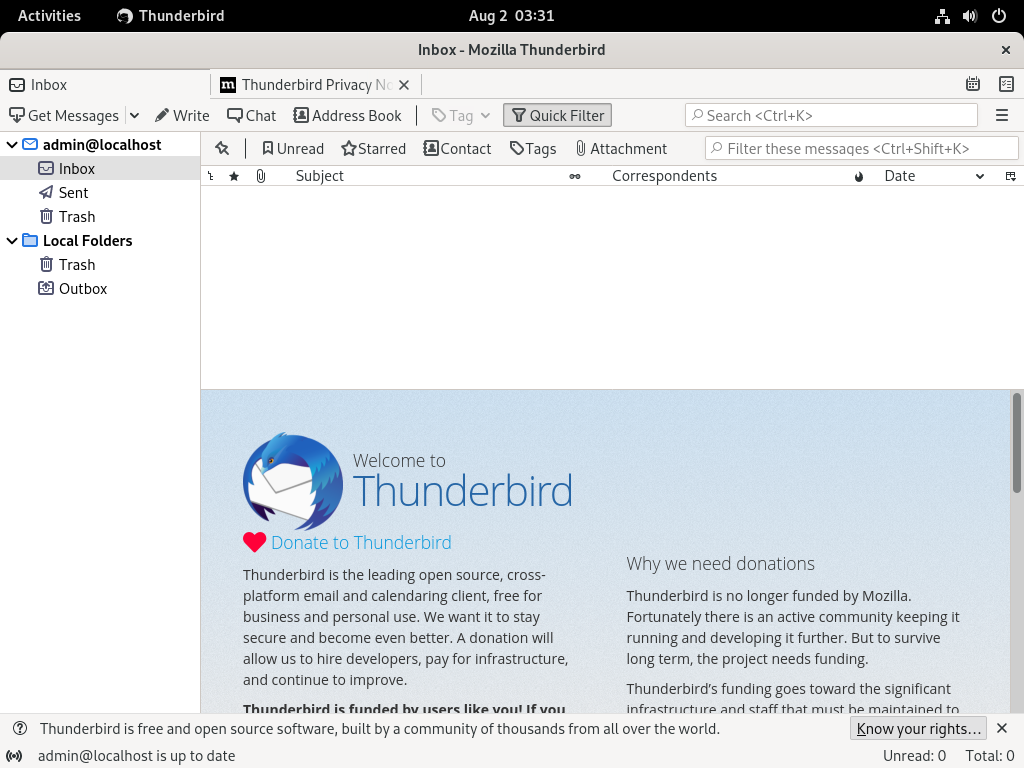 Activities
Thunderbird
Aug 2 03:31
Inbox - Mozilla Thunderbird
Inbox
Thunderbird Privacy No
Get Messages
Write
Chat
Address Book
Tag
Quick Filter
Search <Ctrl+K>
admin@localhost
Inbox
Sent
Trash
Local Folders
Trash
Outbox
Unread
Starred
Contact
Tags
Attachment
Filter these messages <Ctrl+Shift+K>
Subject
Correspondents
Date
Welcome to
Thunderbird
Donate to Thunderbird
Thunderbird is the leading open source, cross-
platform email and calendaring client, free for
business and personal use. We want it to stay
secure and become even better. A donation will
allow us to hire developers, pay for infrastructure,
and continue to improve.
Thunderbird is funded by users like you! If you
Why we need donations
Thunderbird is no longer funded by Mozilla.
Fortunately there is an active community keeping it
running and developing it further. But to survive
long term, the project needs funding.
Thunderbird's funding goes toward the significant
infrastructure and staff that must be maintained to
Thunderbird is free and open source software, built by a community of thousands from all over the world.
Know your rights...
admin@localhost is up to date
Unread: 0
Total: 0